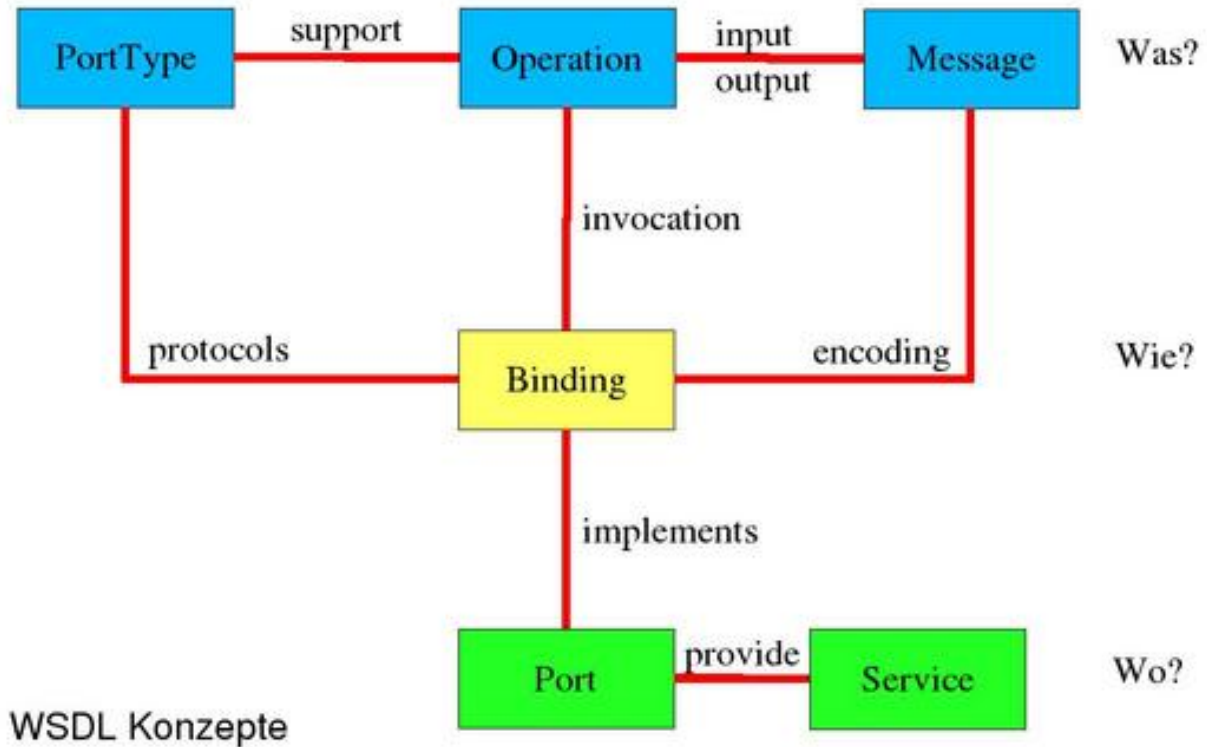 support
input
PortType
Operation
output
Message
Was?
invocation
protocols
encoding
Binding
Wie?
implements
provide
Port
Service
Wo?
WSDL Konzepte